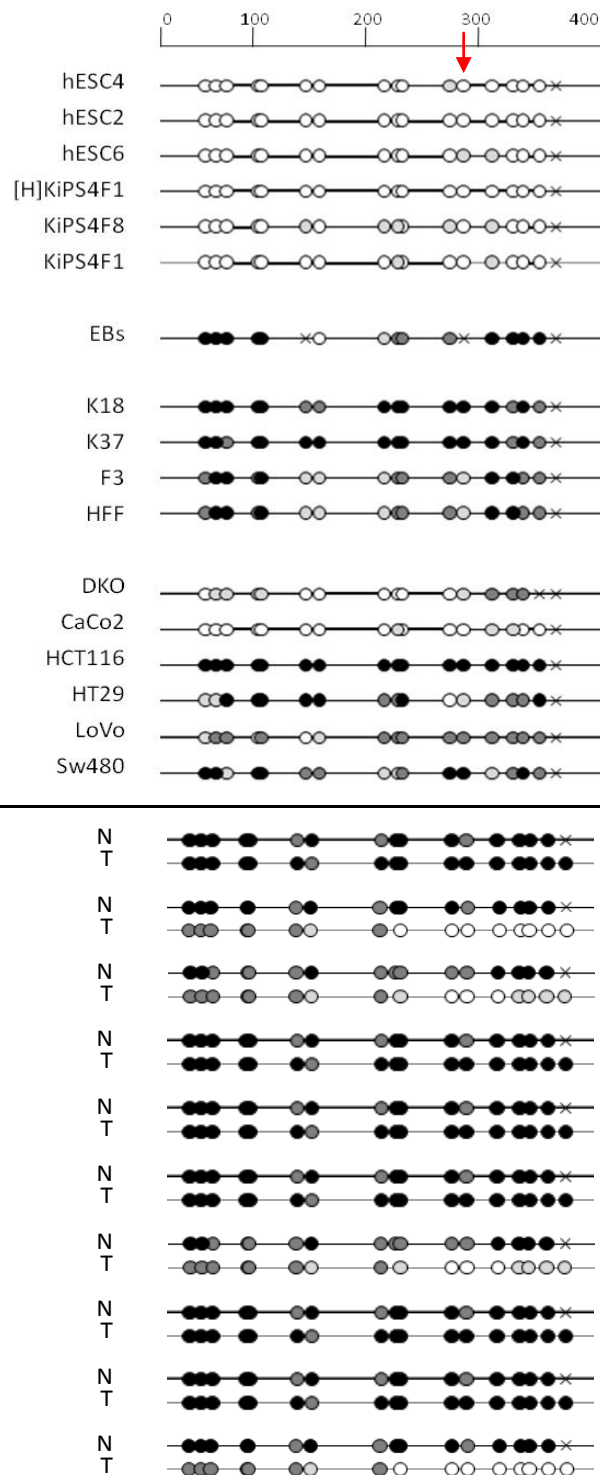 0 100 200 300 400
hESC4
hESC2
hESC6
[H]KiPS4F1
KiPS4F8
KiPS4F1
EBs
K18
K37
F3
HFF
DKO
CaCo2
HCT116
HT29
LoVo
Sw480
N
T
N
T
N
T
N
T
N
T
N
T
N
T
N
T
N
T
N
T